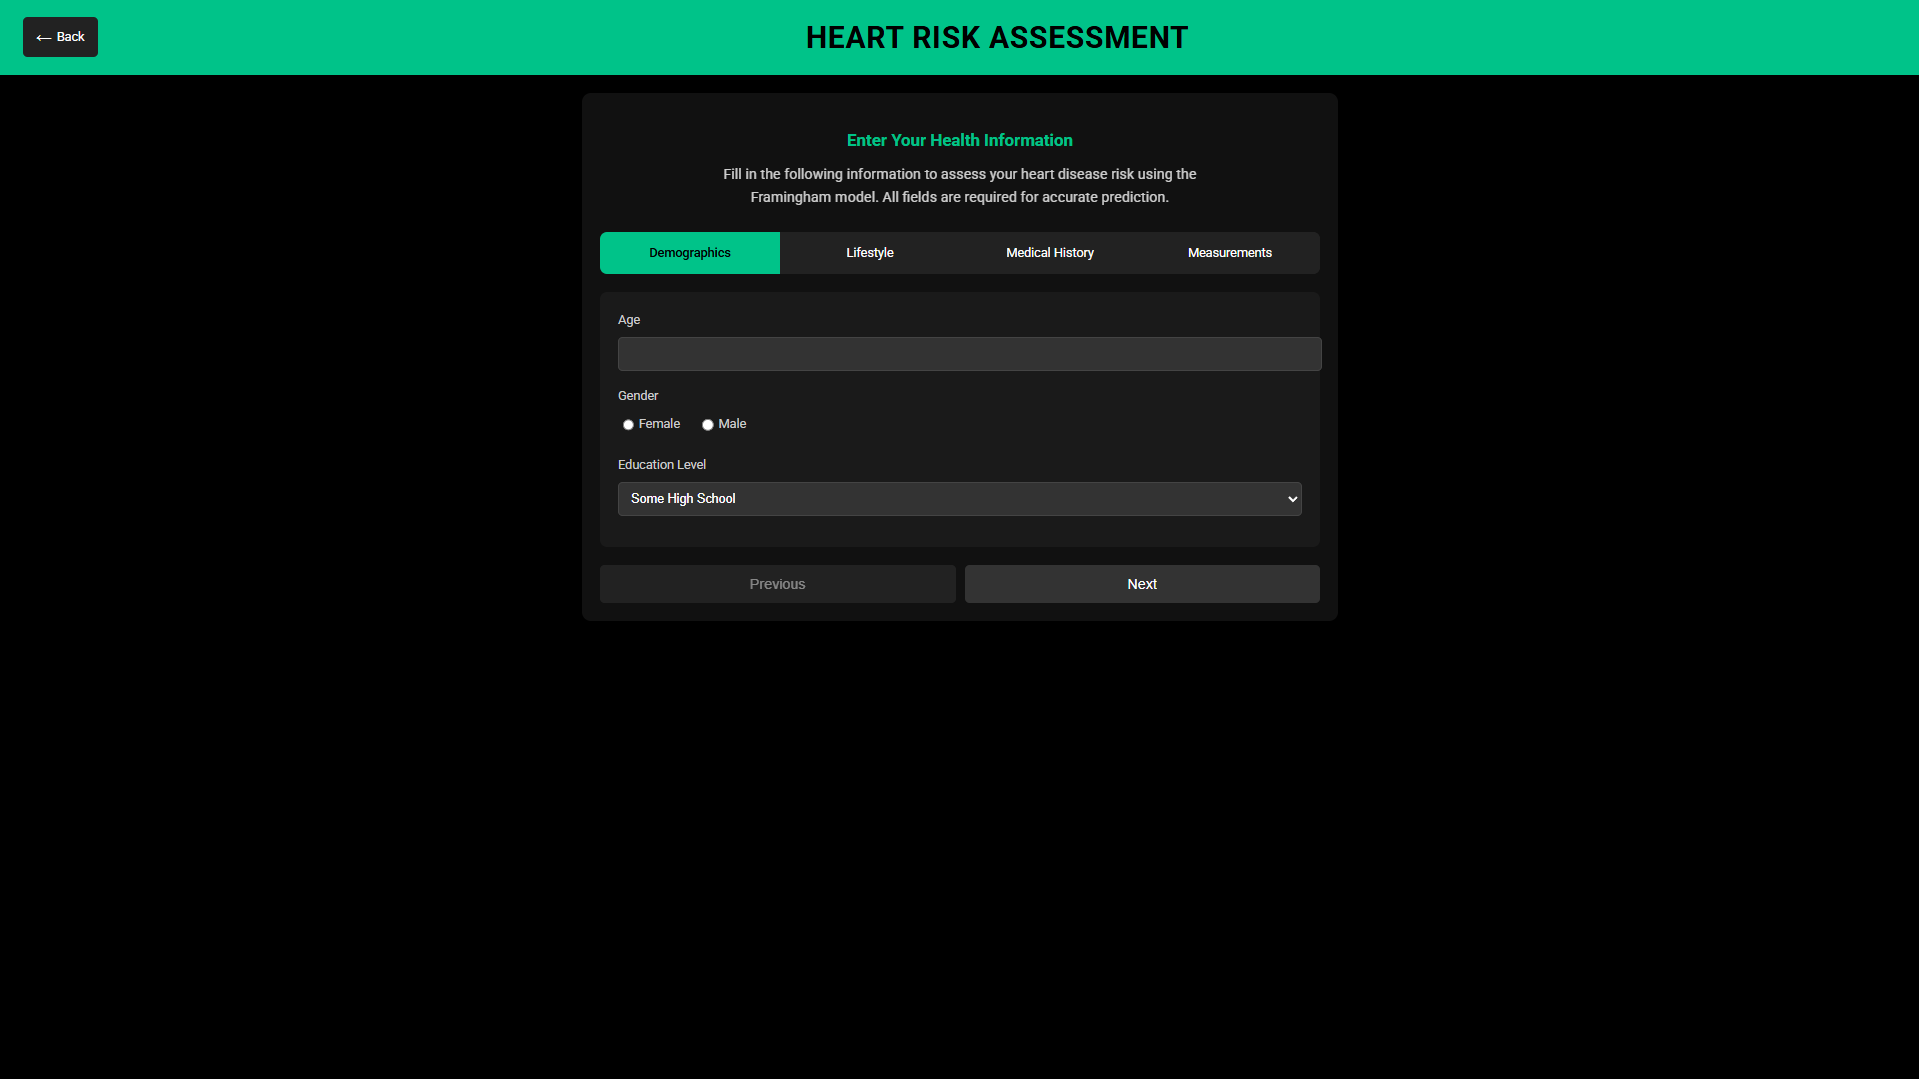 ← Back
HEART RISK ASSESSMENT
Enter Your Health Information
Fill in the following information to assess your heart disease risk using the
Framingham model. All fields are required for accurate prediction.
Demographics
Lifestyle
Medical History
Measurements
Age
Gender
Female
Male
Education Level
Some High School
Previous
Next